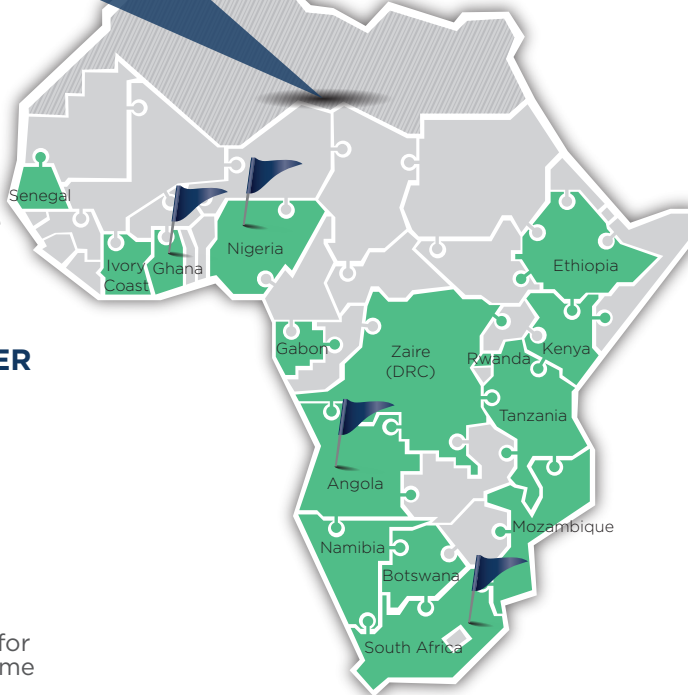 Senegal
Nigeria
Ivory
Coast
Ghana
Ethiopia
Gabon
Zaire
(DRC)
Rwanda
Kenya
ER
Tanzania
Angola
Mozambique
Namibia
Botswana
South Africa
for
me